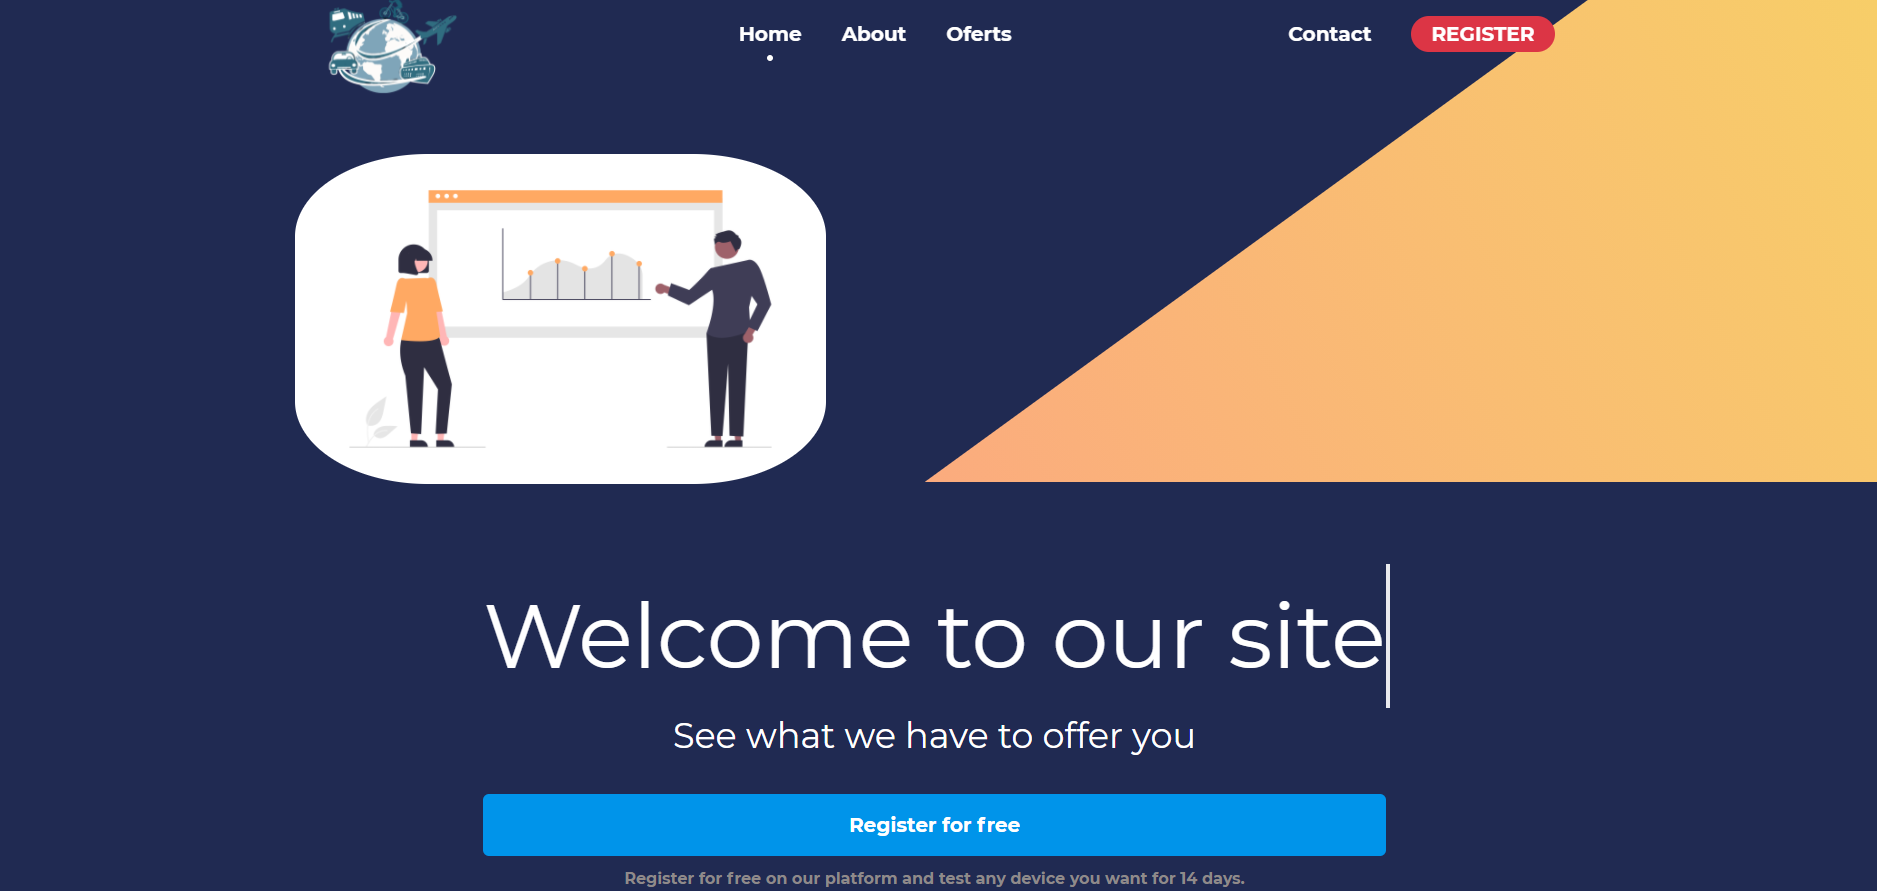 Home About Oferts Contact REGISTER
Welcome to our site
See what we have to offer you
Register for free
Register for free on our platform and test any device you want for 14 days.